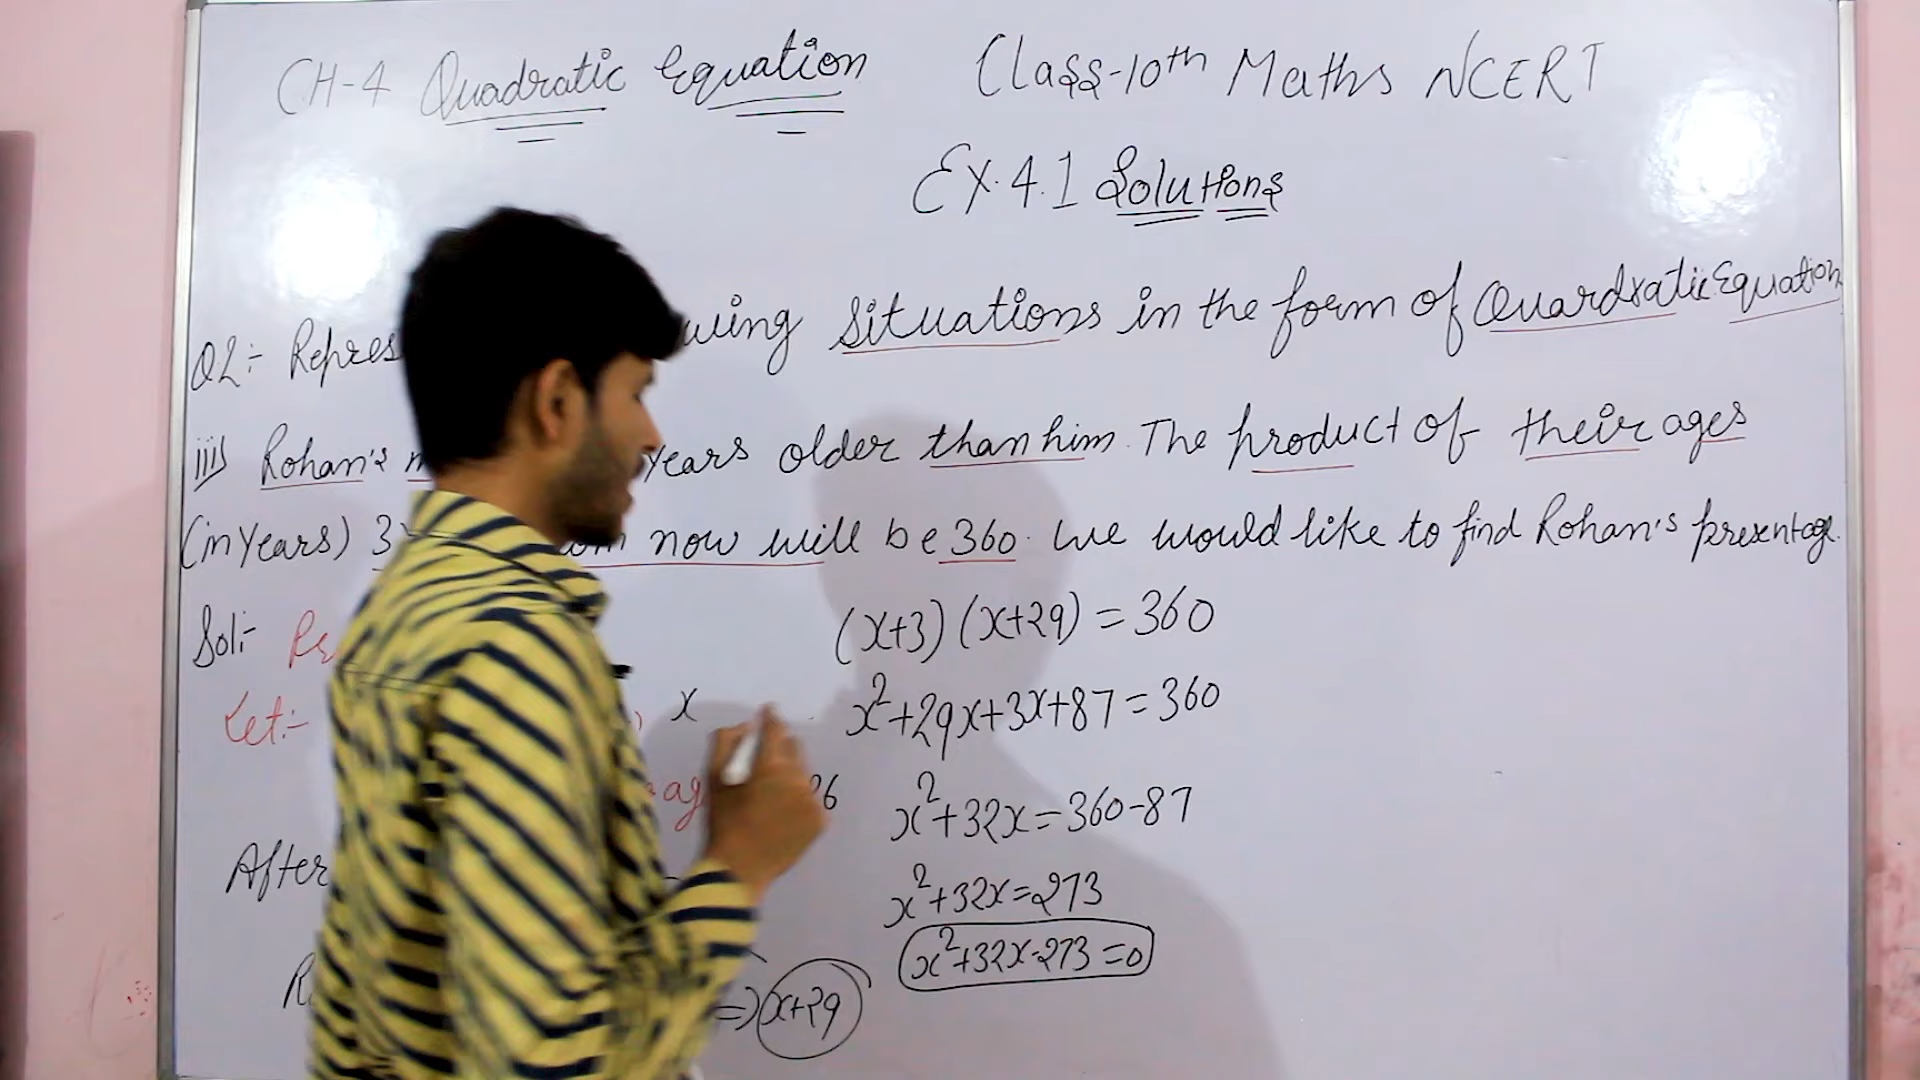 CH-4 Quadratic Equation Class-10th Maths NCERT
EX.4.1 Solutions
Q2:- Situations in the form of Quardratic Equation
iii) Rohan's years older than him. The product of their ages
(in years) 3 now will be 360. We would like to find Rohan's present age.
Sol:- (x+3)(x+29)=360
Let:- x x²+29x+3x+87=360
x²+32x=360-87
After x²+32x=273
x²+32x-273=0
=> x+29